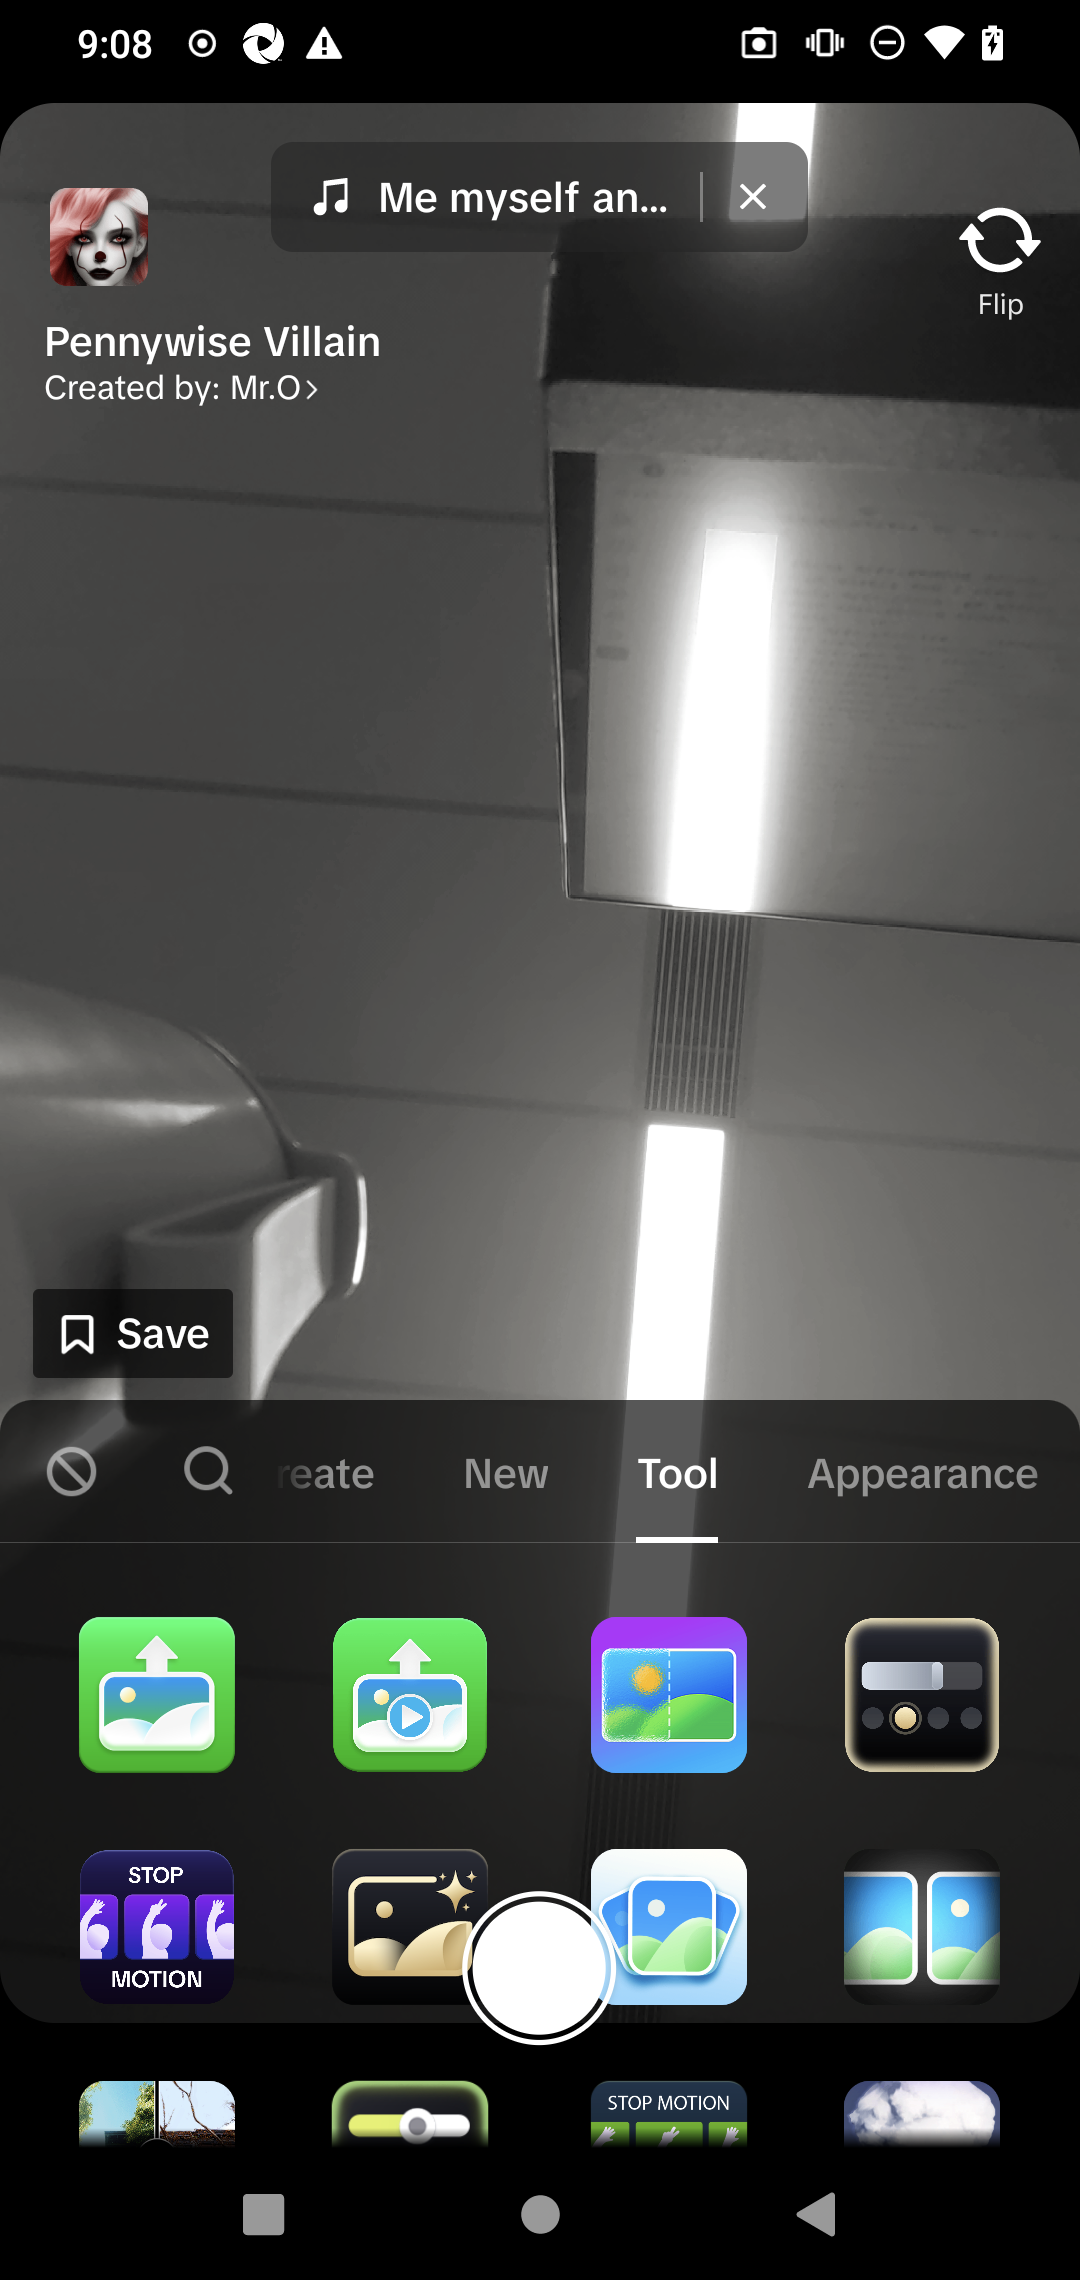 9:08
Me myself an...
Flip
Pennywise Villain
Created by: Mr.O
Save
reate
New
Tool
Appearance
STOP
MOTION
STOP MOTION